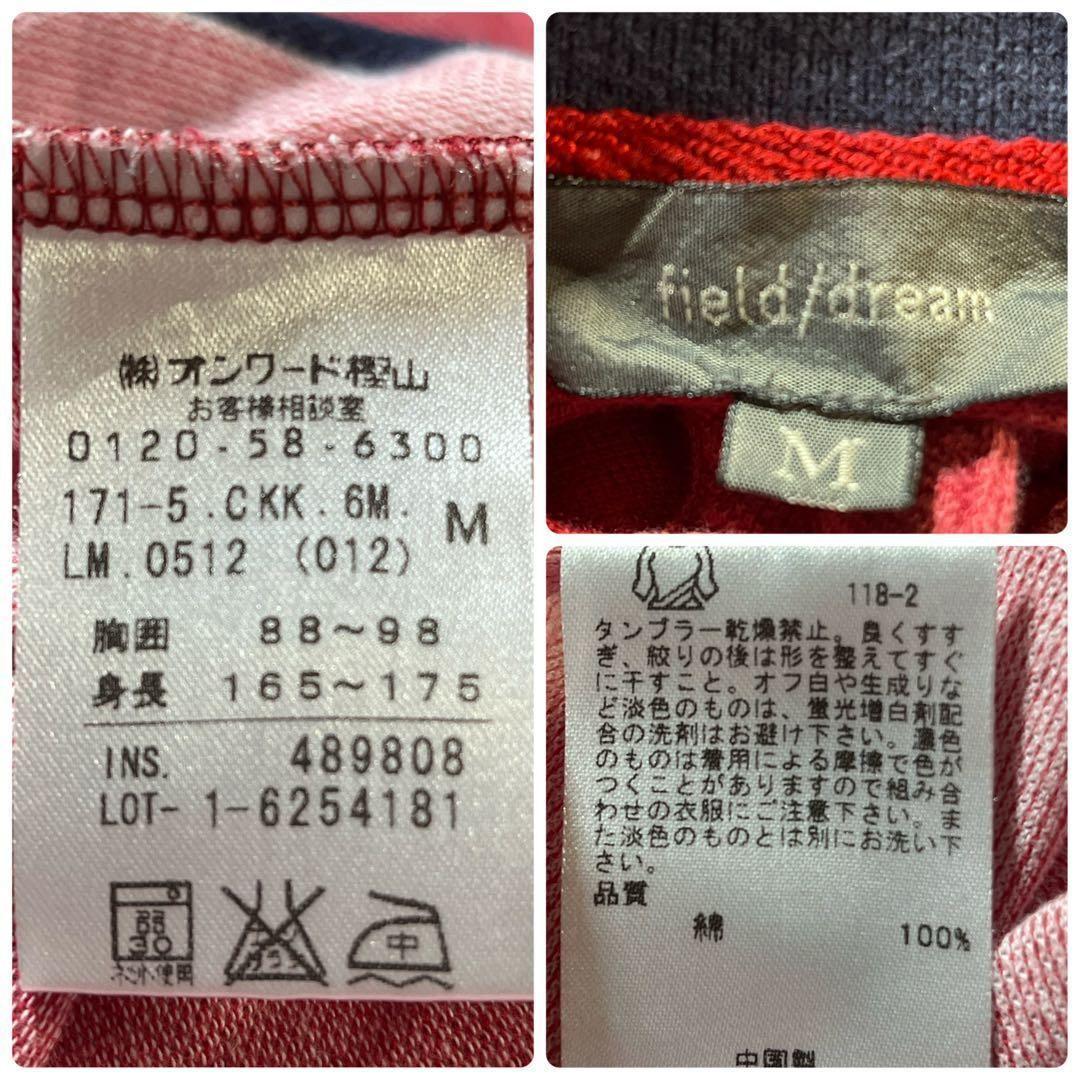 ㈱オンワード樫山
お客様相談室
0120-58-6300
171-5.CKK.6M.
LM.0512 (012)
M
胸囲 88~98
身長 165~175
INS. 489808
LOT- 1-6254181
弱
30
ネット使用
エンソ
サラシ
中
field/dream
M
118-2
タンブラー乾燥禁止。良くすす
ぎ、絞りの後は形を整えてすぐ
に干すこと。オフ白や生成りな
ど淡色のものは、蛍光増白剤配
合の洗剤はお避け下さい。濃色
のものは着用による摩擦で色が
つくことがありますので組み合
わせの衣服にご注意下さい。ま
た淡色のものとは別にお洗い下
さい。
品質
綿 100%
中国製